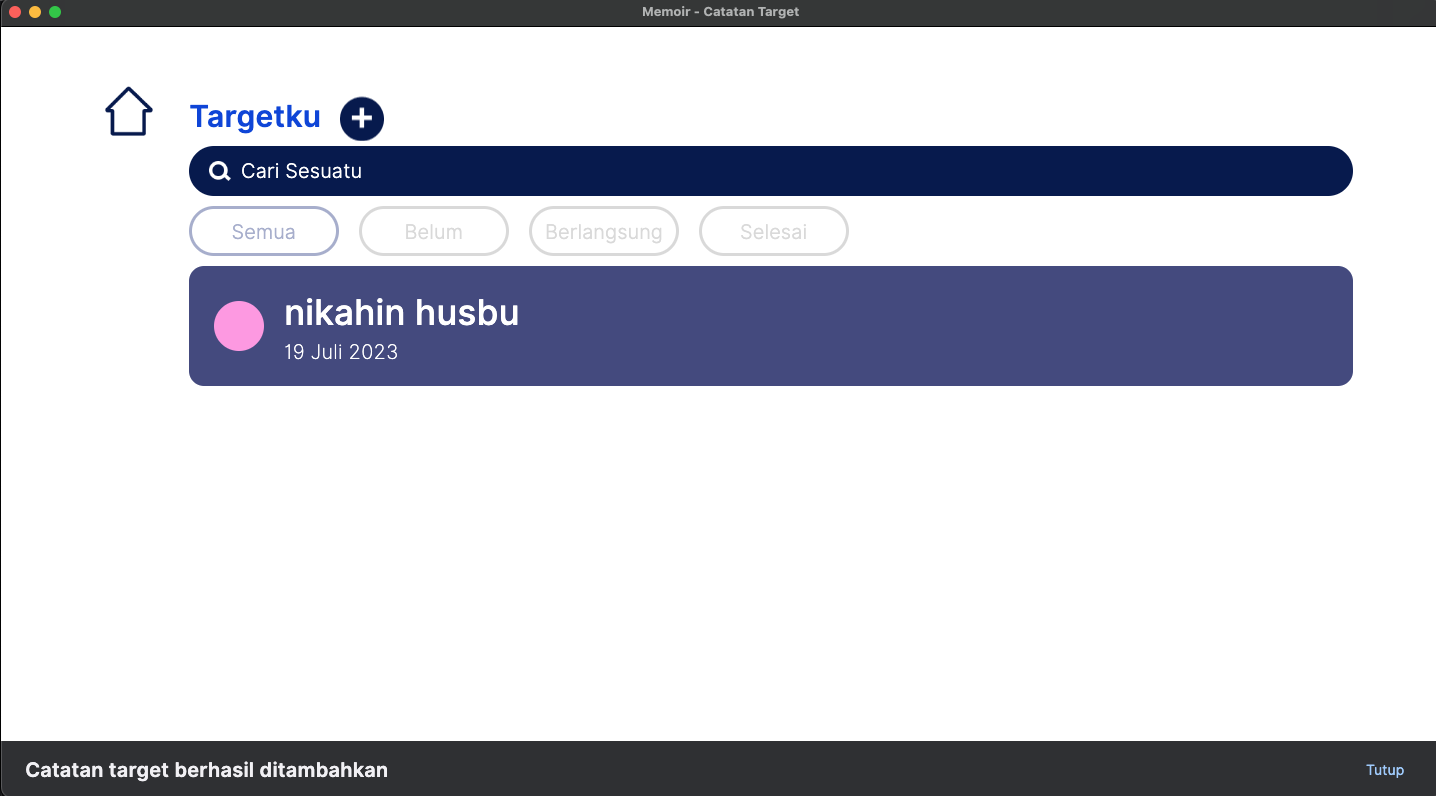 Memoir - Catatan Target
Targetku
Cari Sesuatu
Semua Belum Berlangsung Selesai
nikahin husbu
19 Juli 2023
Catatan target berhasil ditambahkan Tutup